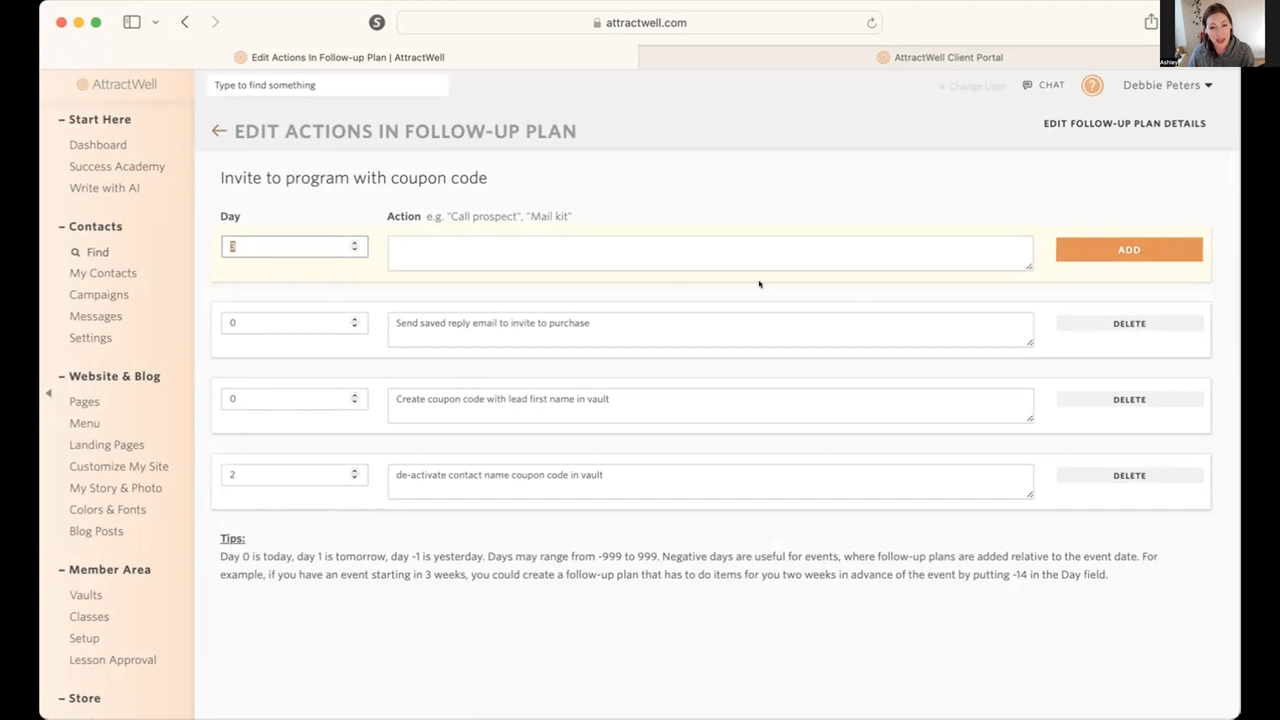 attractwell.com
Edit Actions In Follow-up Plan | AttractWell
AttractWell Client Portal
Ashley
AttractWell
Type to find something
× Change User
CHAT
?
Debbie Peters
– Start Here
Dashboard
Success Academy
Write with AI
– Contacts
Find
My Contacts
Campaigns
Messages
Settings
– Website & Blog
Pages
Menu
Landing Pages
Customize My Site
My Story & Photo
Colors & Fonts
Blog Posts
– Member Area
Vaults
Classes
Setup
Lesson Approval
– Store
← EDIT ACTIONS IN FOLLOW-UP PLAN
EDIT FOLLOW-UP PLAN DETAILS
Invite to program with coupon code
Day
Action e.g. "Call prospect", "Mail kit"
3
ADD
0
Send saved reply email to invite to purchase
DELETE
0
Create coupon code with lead first name in vault
DELETE
2
de-activate contact name coupon code in vault
DELETE
Tips:
Day 0 is today, day 1 is tomorrow, day -1 is yesterday. Days may range from -999 to 999. Negative days are useful for events, where follow-up plans are added relative to the event date. For
example, if you have an event starting in 3 weeks, you could create a follow-up plan that has to do items for you two weeks in advance of the event by putting -14 in the Day field.